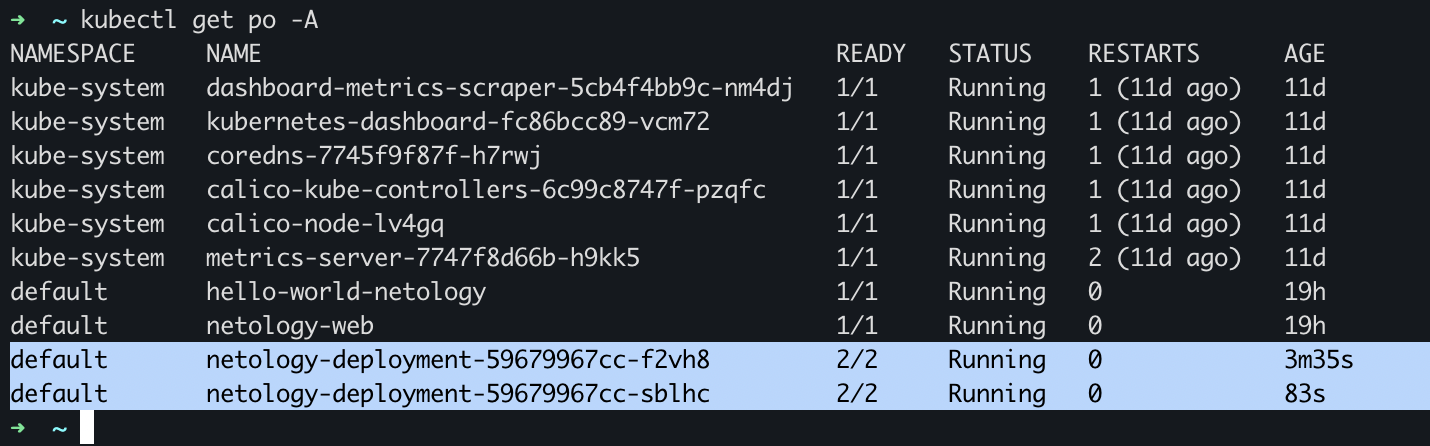 ➜  ~ kubectl get po -A
NAMESPACE     NAME                                         READY   STATUS    RESTARTS      AGE
kube-system   dashboard-metrics-scraper-5cb4f4bb9c-nm4dj   1/1     Running   1 (11d ago)   11d
kube-system   kubernetes-dashboard-fc86bcc89-vcm72         1/1     Running   1 (11d ago)   11d
kube-system   coredns-7745f9f87f-h7rwj                     1/1     Running   1 (11d ago)   11d
kube-system   calico-kube-controllers-6c99c8747f-pzqfc     1/1     Running   1 (11d ago)   11d
kube-system   calico-node-lv4gq                            1/1     Running   1 (11d ago)   11d
kube-system   metrics-server-7747f8d66b-h9kk5              1/1     Running   2 (11d ago)   11d
default       hello-world-netology                         1/1     Running   0             19h
default       netology-web                                 1/1     Running   0             19h
default       netology-deployment-59679967cc-f2vh8         2/2     Running   0             3m35s
default       netology-deployment-59679967cc-sblhc         2/2     Running   0             83s
➜  ~